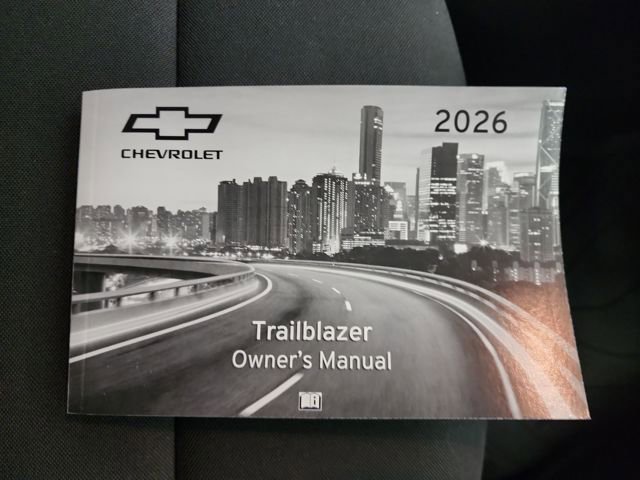 2026
CHEVROLET
Trailblazer
Owner's Manual